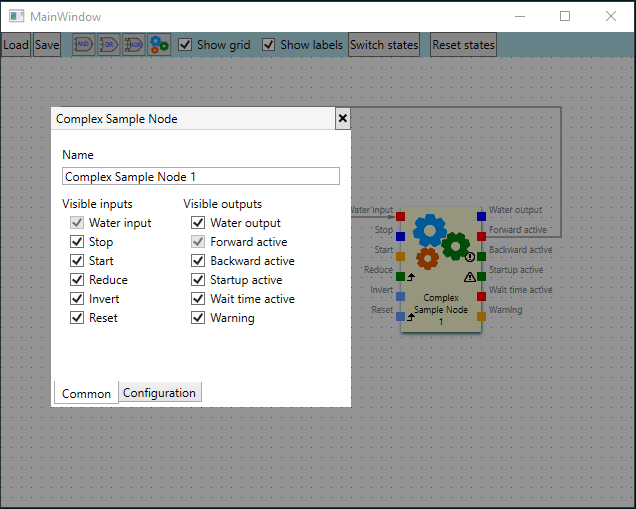 MainWindow
Load Save AND OR XOR Show grid Show labels Switch states Reset states
Complex Sample Node
Name
Complex Sample Node 1
Visible inputs Visible outputs
Water input Water output
Stop Forward active
Start Backward active
Reduce Startup active
Invert Wait time active
Reset Warning
Common Configuration
Water input Water output
Stop Forward active
Start Backward active
Reduce Startup active
Invert Wait time active
Reset Warning
Complex
Sample Node
1